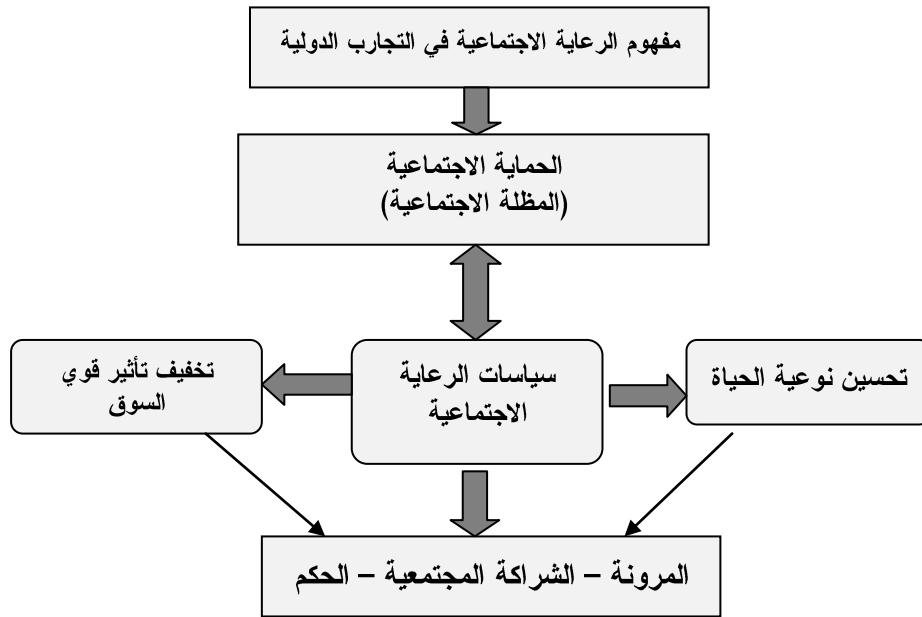 مفهوم الرعاية الاجتماعية في التجارب الدولية
الحماية الاجتماعية
(المظلة الاجتماعية)
تحسين نوعية الحياة
سياسات الرعاية
الاجتماعية
تخفيف تأثير قوي
السوق
المرونة – الشراكة المجتمعية – الحكم